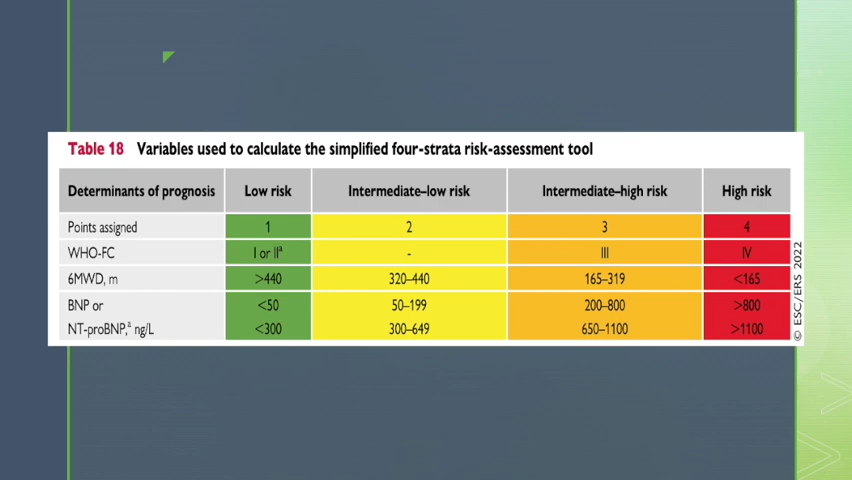 Table 18 Variables used to calculate the simplified four-strata risk-assessment tool
Determinants of prognosis Low risk Intermediate–low risk Intermediate–high risk High risk
Points assigned 1 2 3 4
WHO-FC I or IIa - III IV
6MWD, m >440 320–440 165–319 <165
BNP or <50 50–199 200–800 >800
NT-proBNP,a ng/L <300 300–649 650–1100 >1100
© ESC/ERS 2022